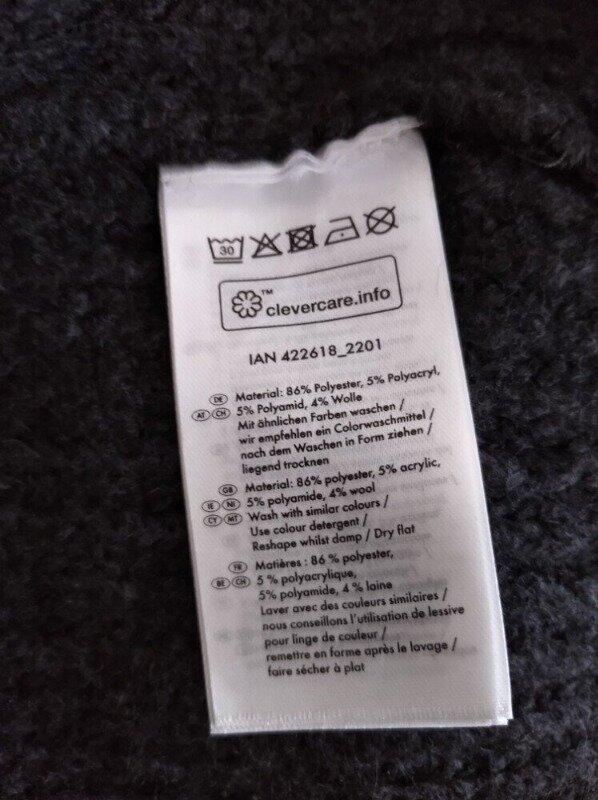 30
™
clevercare.info
IAN 422618_2201
DE Material: 86% Polyester, 5% Polyacryl,
AT CH 5% Polyamid, 4% Wolle
Mit ähnlichen Farben waschen /
wir empfehlen ein Colorwaschmittel /
nach dem Waschen in Form ziehen /
liegend trocknen
GB Material: 86% polyester, 5% acrylic,
IE NI 5% polyamide, 4% wool
CY MT Wash with similar colours /
Use colour detergent /
Reshape whilst damp / Dry flat
FR Matières : 86 % polyester,
BE CH 5 % polyacrylique,
5% polyamide, 4 % laine
Laver avec des couleurs similaires /
nous conseillons l'utilisation de lessive
pour linge de couleur /
remettre en forme après le lavage /
faire sécher à plat